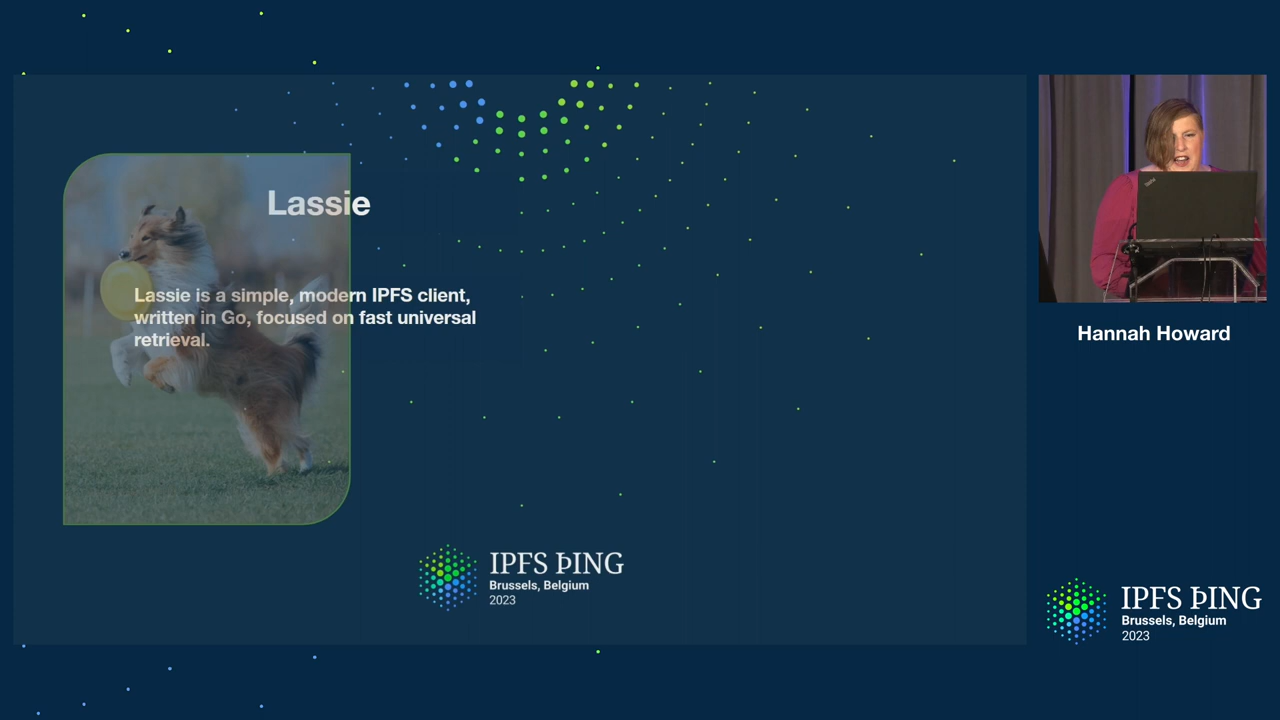 Lassie
Lassie is a simple, modern IPFS client,
written in Go, focused on fast universal
retrieval.
IPFS ÞING
Brussels, Belgium
2023
Hannah Howard
IPFS ÞING
Brussels, Belgium
2023